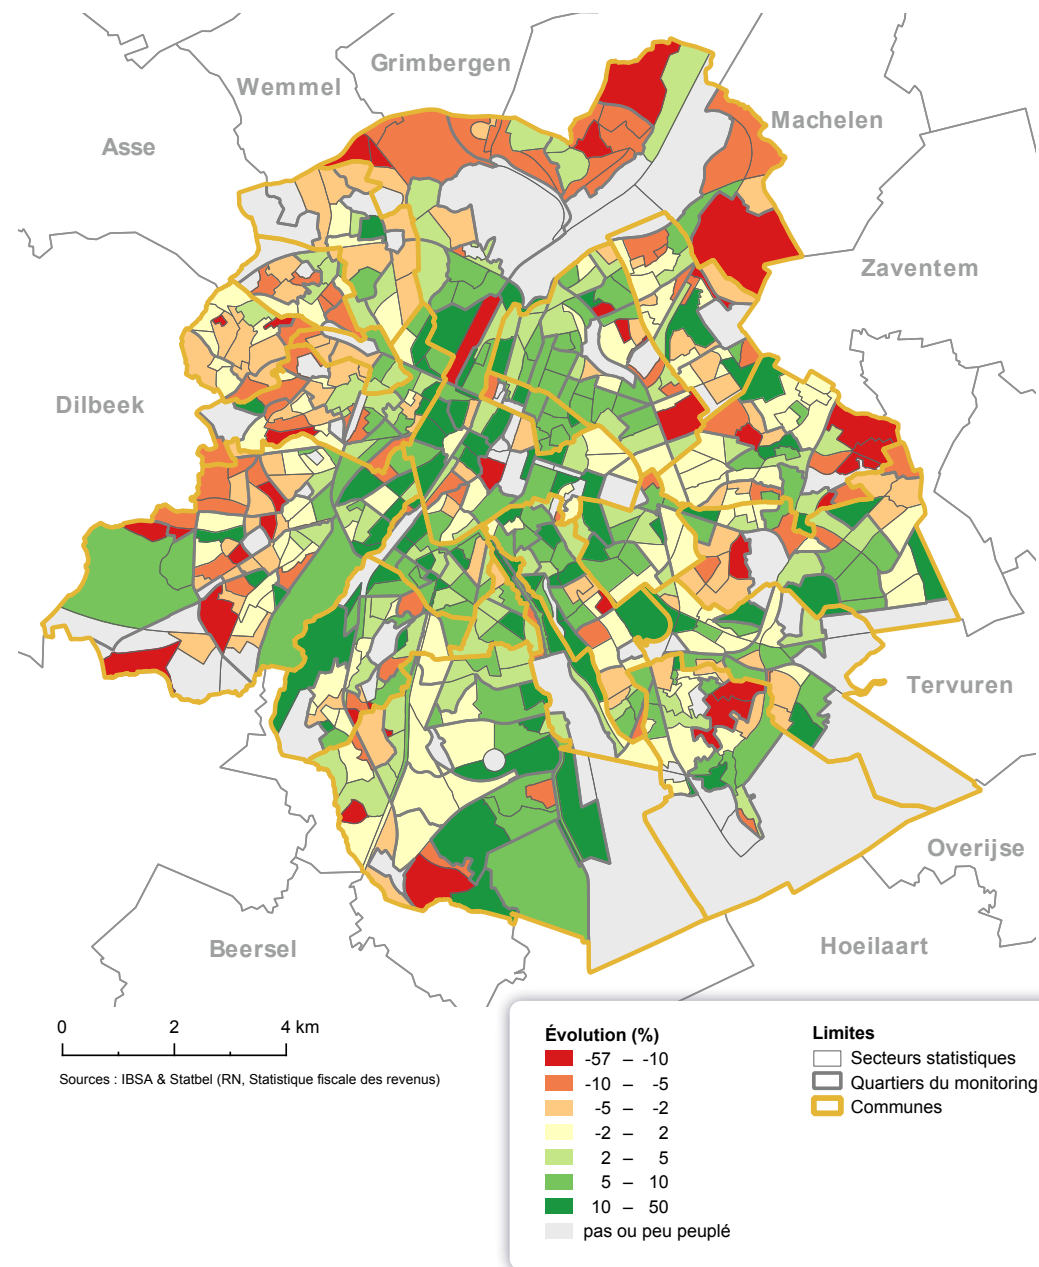 Grimbergen
Wemmel
Machelen
Asse
Zaventem
Dilbeek
Tervuren
Overijse
Beersel
Hoeilaart
0 2 4 km
Sources : IBSA & Statbel (RN, Statistique fiscale des revenus)
Évolution (%)
-57 – -10
-10 – -5
-5 – -2
-2 – 2
2 – 5
5 – 10
10 – 50
pas ou peu peuplé
Limites
Secteurs statistiques
Quartiers du monitoring
Communes